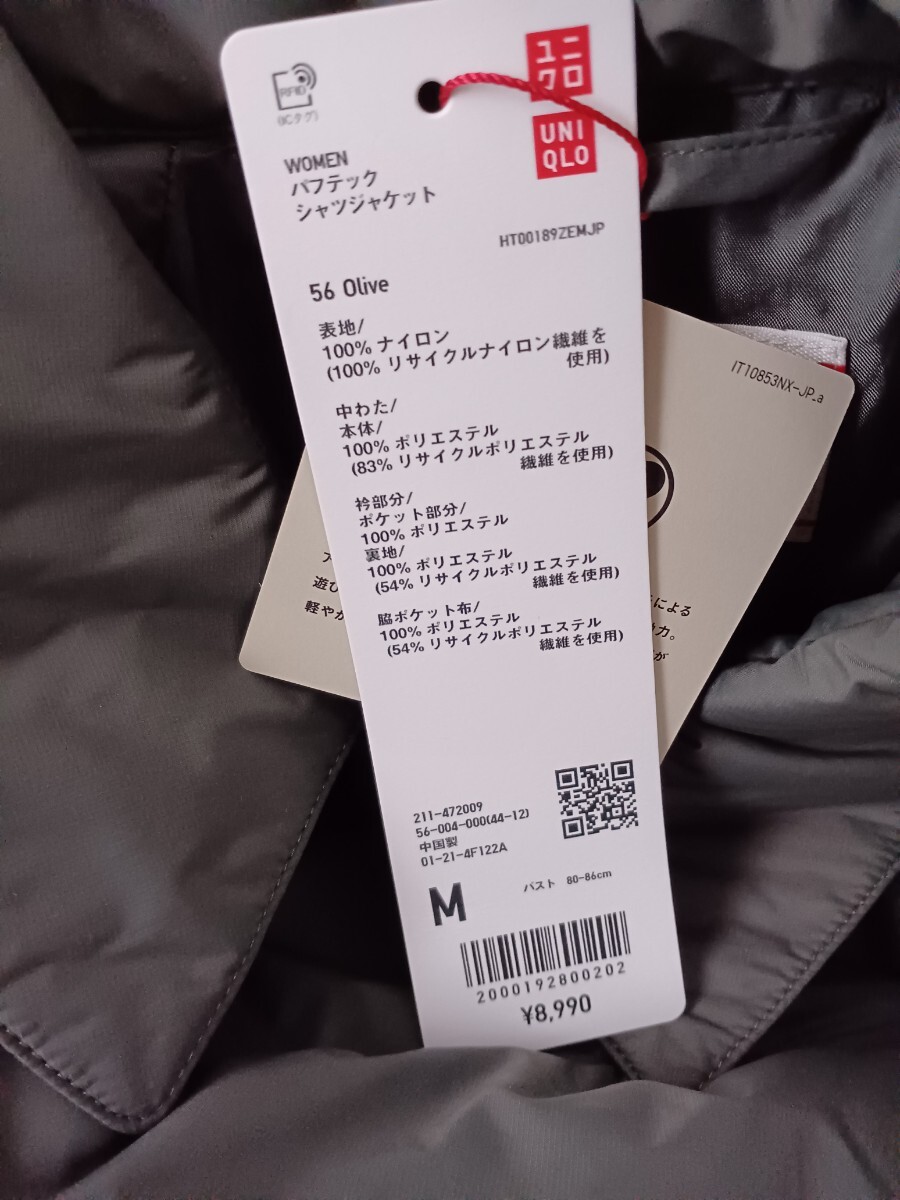 RFID
(ICタグ)
ユニ
クロ
UNI
QLO
WOMEN
パフテック
シャツジャケット
HT00189ZEMJP
56 Olive
表地/
100% ナイロン
(100% リサイクルナイロン繊維を
使用)
中わた/
本体/
100% ポリエステル
(83% リサイクルポリエステル
繊維を使用)
衿部分/
ポケット部分/
100% ポリエステル
裏地/
100% ポリエステル
(54% リサイクルポリエステル
繊維を使用)
脇ポケット布/
100% ポリエステル
(54% リサイクルポリエステル
繊維を使用)
211-472009
56-004-000(44-12)
中国製
01-21-4F122A
M
バスト 80-86cm
2000192800202
¥8,990
IT10853NX-JP_a
遊び
軽やか
による
力。
が